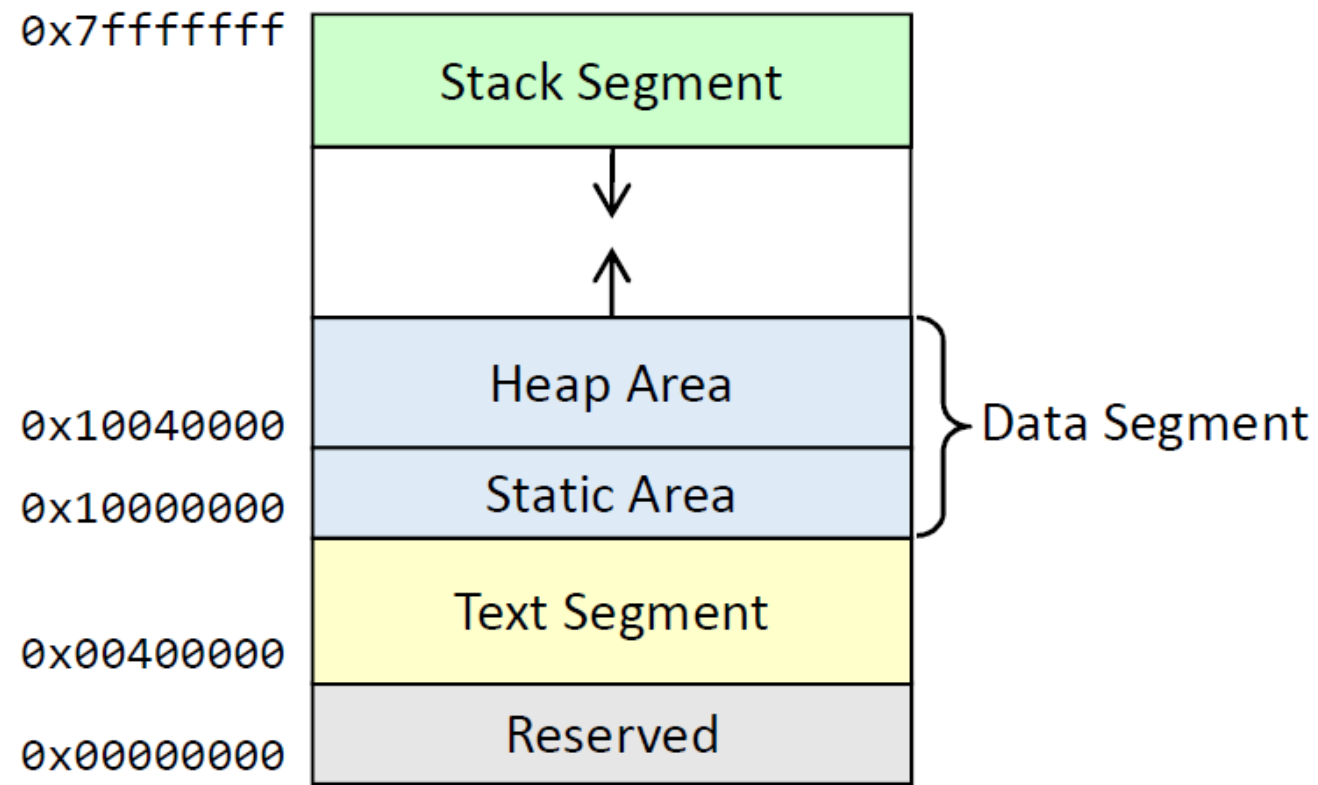 0x7fffffff
Stack Segment
Heap Area
0x10040000
Data Segment
Static Area
0x10000000
Text Segment
0x00400000
Reserved
0x00000000